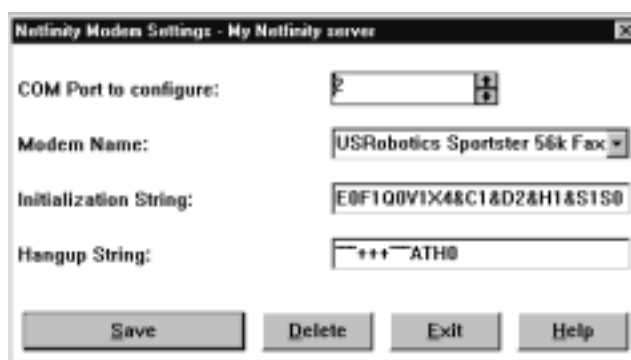 Netfinity Modem Settings - My Netfinity server
COM Port to configure: 2
Modem Name: USRobotics Sportster 56k Fax
Initialization String: E0F1Q0V1X4&C1&D2&H1&S1S0
Hangup String: ~~~+++~~~ATH0
Save Delete Exit Help